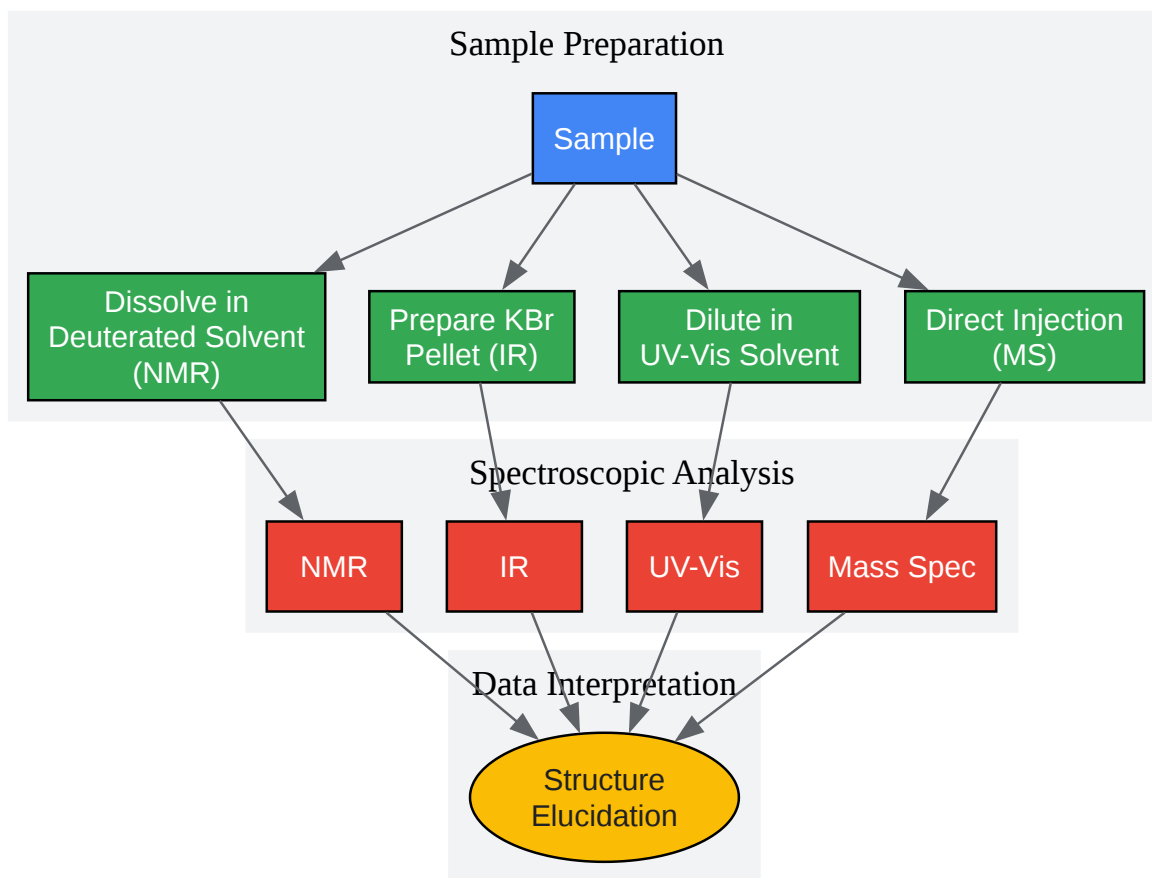 Sample Preparation
Sample
Dissolve in
Deuterated Solvent
(NMR)
Prepare KBr
Pellet (IR)
Dilute in
UV-Vis Solvent
Direct Injection
(MS)
Spectroscopic Analysis
NMR
IR
UV-Vis
Mass Spec
Data Interpretation
Structure
Elucidation